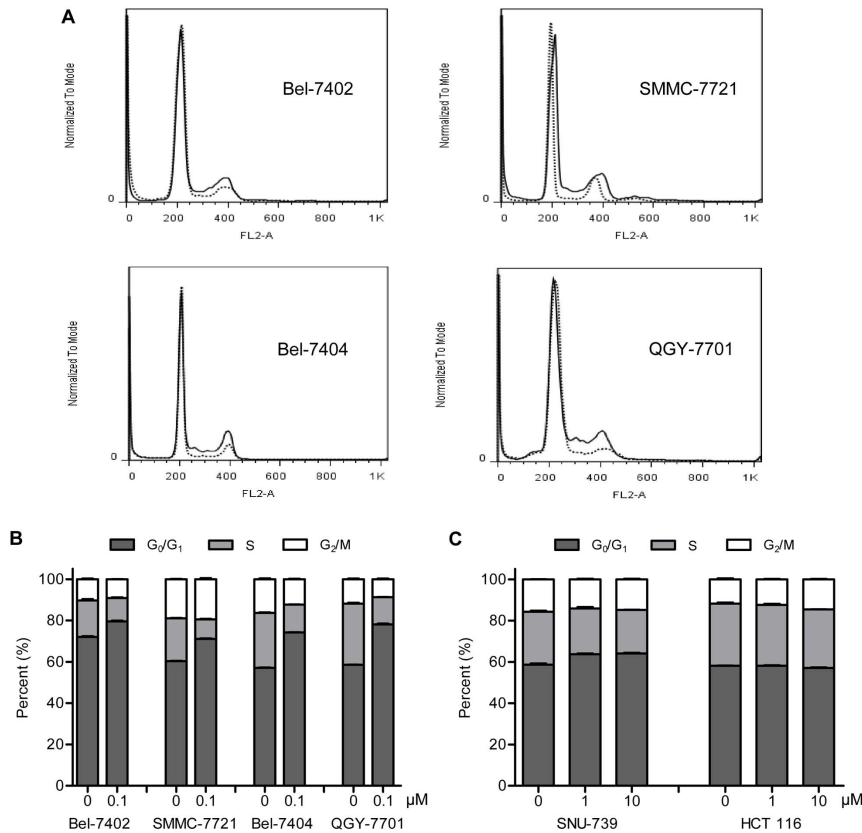 A
Normalized To Mode
Bel-7402
0
0 200 400 600 800 1K
FL2-A
Normalized To Mode
SMMC-7721
0
0 200 400 600 800 1K
FL2-A
Normalized To Mode
Bel-7404
0
0 200 400 600 800 1K
FL2-A
Normalized To Mode
QGY-7701
0
0 200 400 600 800 1K
FL2-A
B
G₀/G₁ S G₂/M
Percent (%)
100
80
60
40
20
0
0 0.1 0 0.1 0 0.1 0 0.1 µM
Bel-7402 SMMC-7721 Bel-7404 QGY-7701
C
G₀/G₁ S G₂/M
Percent (%)
100
80
60
40
20
0
0 1 10 0 1 10 µM
SNU-739 HCT 116